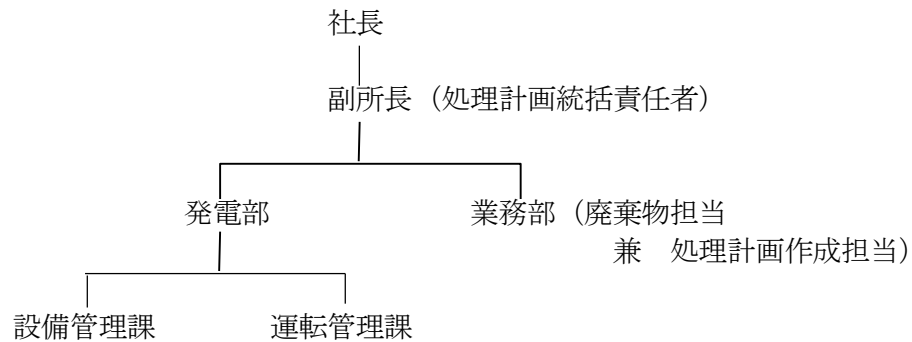 社長
副所長（処理計画統括責任者）
発電部
業務部（廃棄物担当
兼　処理計画作成担当）
設備管理課
運転管理課